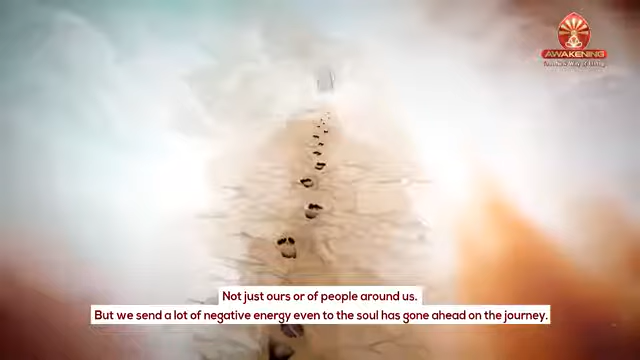 AWAKENING
Not just ours or of people around us.
But we send a lot of negative energy even to the soul has gone ahead on the journey.